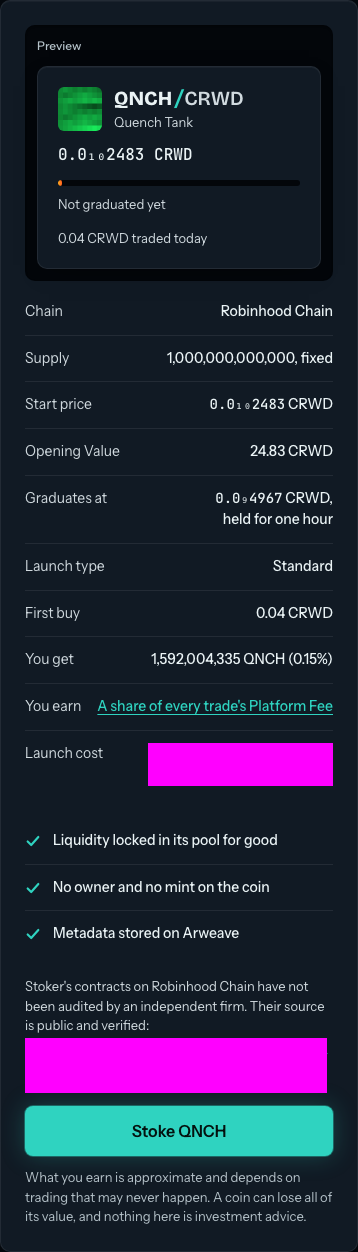 Preview
QNCH/CRWD
Quench Tank
0.0₁₀2483 CRWD
Not graduated yet
0.04 CRWD traded today
Chain Robinhood Chain
Supply 1,000,000,000,000, fixed
Start price 0.0₁₀2483 CRWD
Opening Value 24.83 CRWD
Graduates at 0.0₉4967 CRWD,
held for one hour
Launch type Standard
First buy 0.04 CRWD
You get 1,592,004,335 QNCH (0.15%)
You earn A share of every trade's Platform Fee
Launch cost
Liquidity locked in its pool for good
No owner and no mint on the coin
Metadata stored on Arweave
Stoker's contracts on Robinhood Chain have not
been audited by an independent firm. Their source
is public and verified:
Stoke QNCH
What you earn is approximate and depends on
trading that may never happen. A coin can lose all of
its value, and nothing here is investment advice.